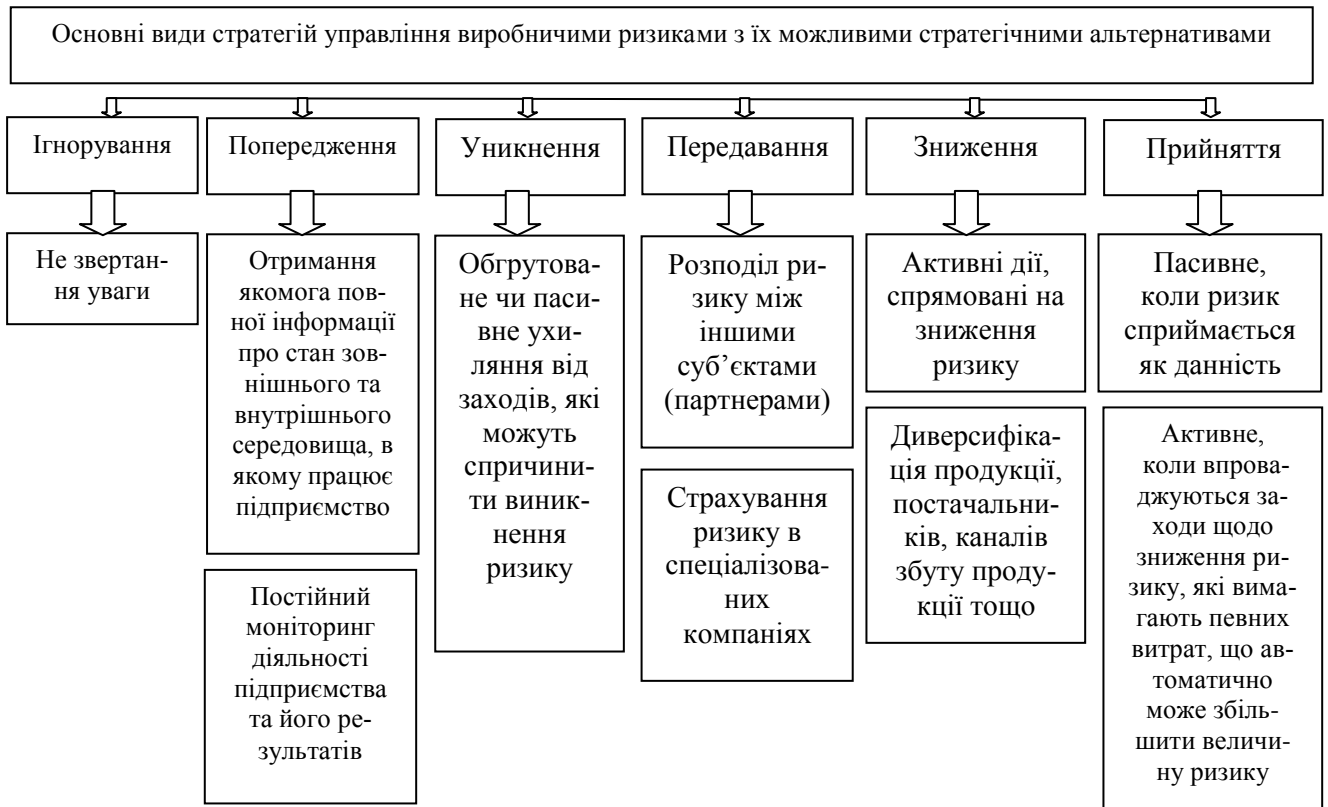 Основні види стратегій управління виробничими ризиками з їх можливими стратегічними альтернативами
Ігнорування
Попередження
Уникнення
Передавання
Зниження
Прийняття
Не звертан-
ня уваги
Отримання
якомога пов-
ної інформації
про стан зов-
нішнього та
внутрішнього
середовища, в
якому працює
підприємство
Постійний
моніторинг
діяльності
підприємства
та його ре-
зультатів
Обгрутова-
не чи паси-
вне ухи-
ляння від
заходів, які
можуть
спричини-
ти виник-
нення
ризику
Розподіл ри-
зику між
іншими
суб’єктами
(партнерами)
Страхування
ризику в
спеціалізова-
них
компаніях
Активні дії,
спрямовані на
зниження
ризику
Диверсифіка-
ція продукції,
постачальни-
ків, каналів
збуту проду-
кції тощо
Пасивне,
коли ризик
сприймається
як данність
Активне,
коли впрова-
джуються за-
ходи щодо
зниження ри-
зику, які вима-
гають певних
витрат, що ав-
томатично
може збіль-
шити величи-
ну ризику